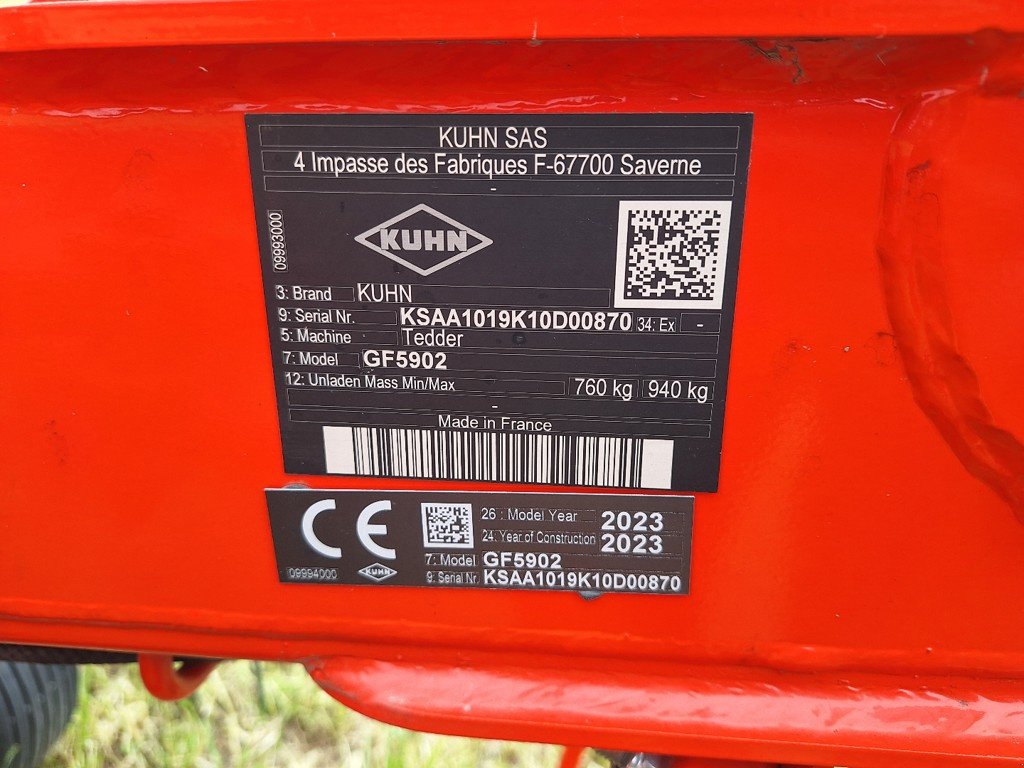 KUHN SAS
4 Impasse des Fabriques F-67700 Saverne
-
09993000
KUHN
3: Brand KUHN
9: Serial Nr. KSAA1019K10D00870 34: Ex -
5: Machine Tedder
7: Model GF5902
12: Unladen Mass Min/Max 760 kg 940 kg
-
Made in France
CE
26 : Model Year 2023
24: Year of Construction 2023
7: Model GF5902
09994000 KUHN 9: Serial Nr. KSAA1019K10D00870